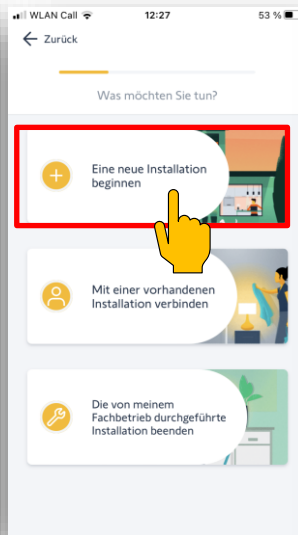 WLAN Call 12:27 53 %
Zurück
Was möchten Sie tun?
Eine neue Installation
beginnen
Mit einer vorhandenen
Installation verbinden
Die von meinem
Fachbetrieb durchgeführte
Installation beenden